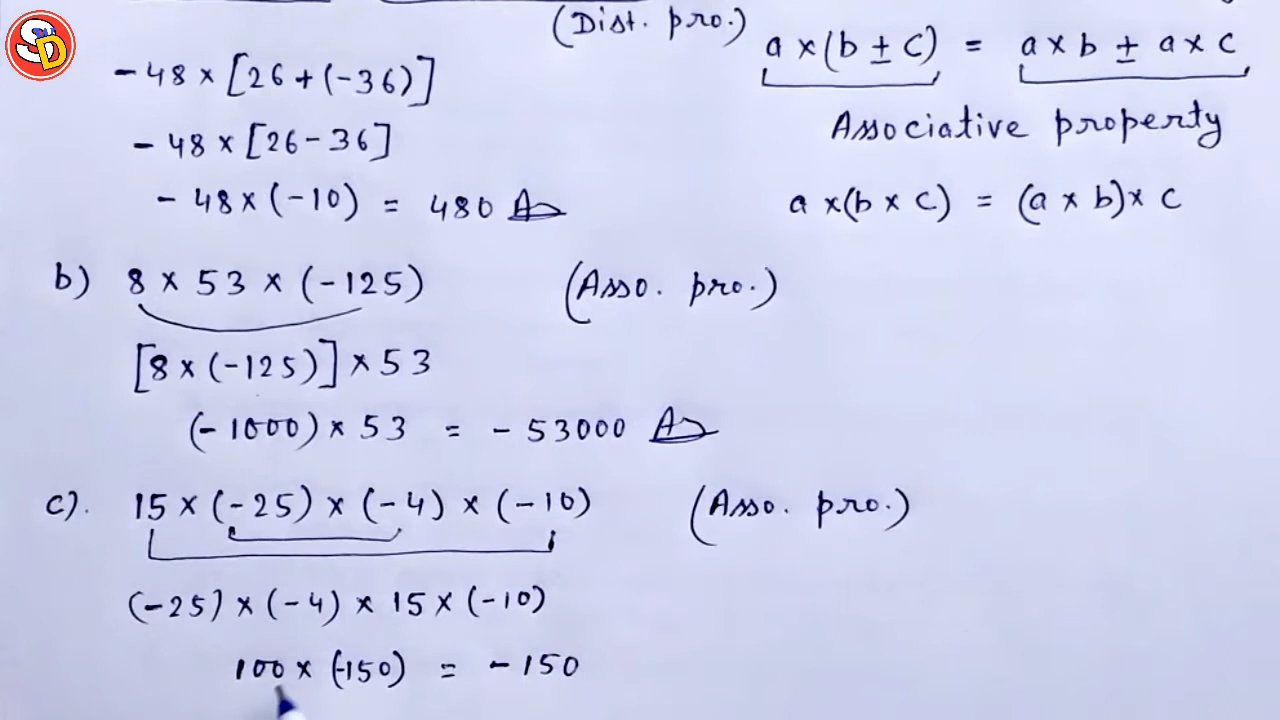 SD
(Dist. pro.)
a × (b ± c) = a × b ± a × c
- 48 × [26 + (-36)]
Associative property
- 48 × [26 - 36]
- 48 × (-10) = 480 A
a × (b × c) = (a × b) × c
b) 8 × 53 × (-125) (Asso. pro.)
[8 × (-125)] × 53
(-1000) × 53 = - 53000 A
c). 15 × (-25) × (-4) × (-10) (Asso. pro.)
(-25) × (-4) × 15 × (-10)
100 × (-150) = - 150